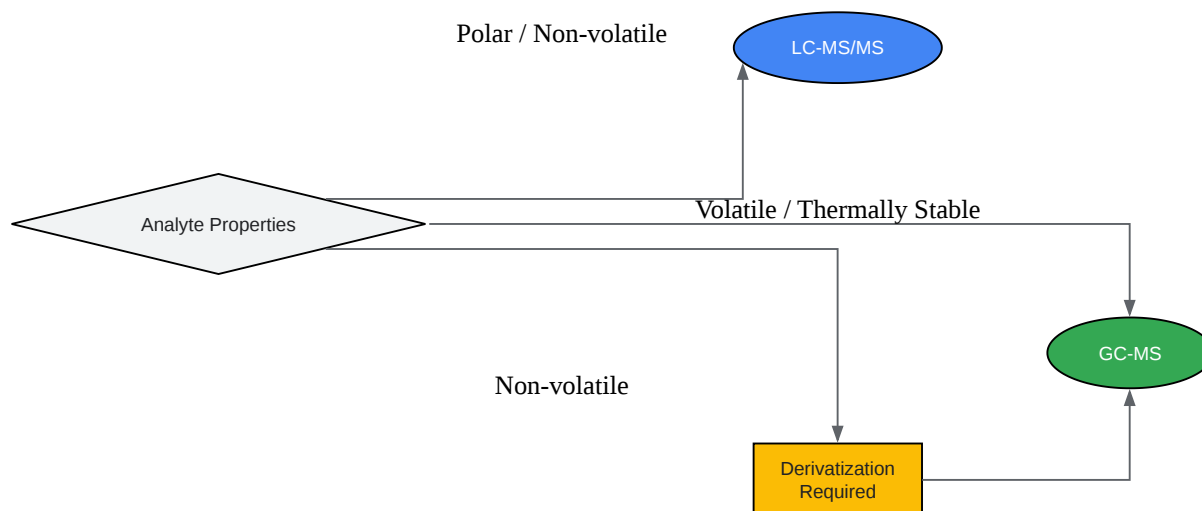 Polar / Non-volatile
LC-MS/MS
Volatile / Thermally Stable
Analyte Properties
GC-MS
Non-volatile
Derivatization
Required